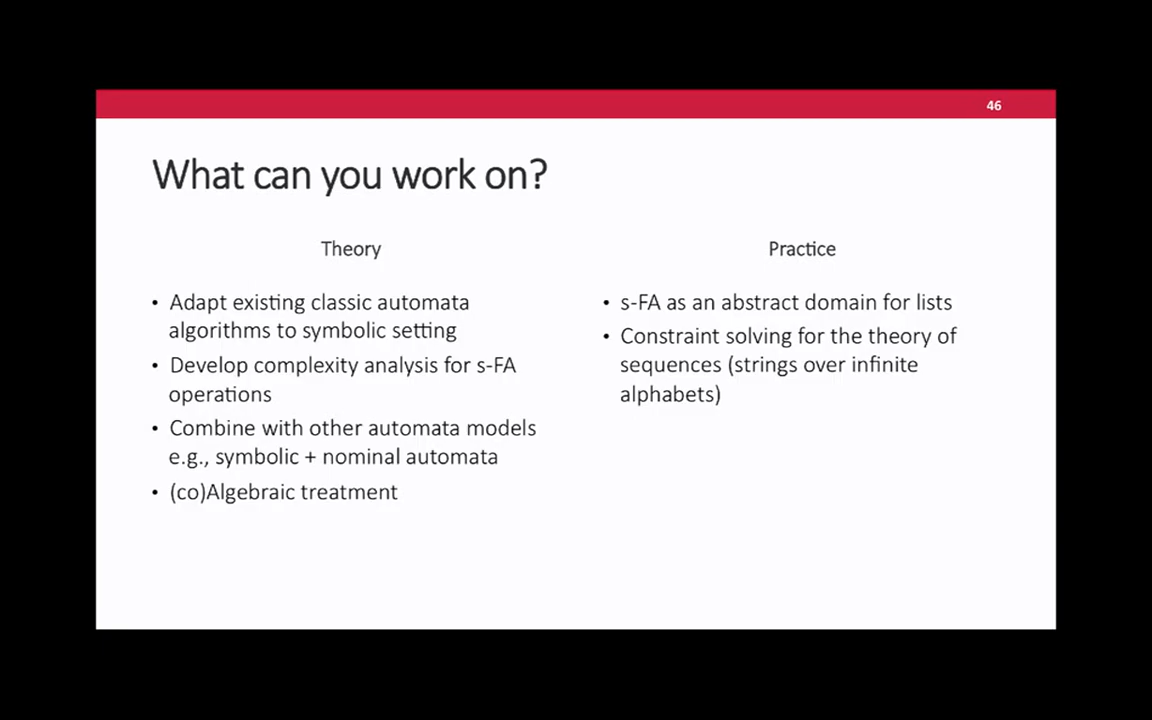 46
What can you work on?
Theory
• Adapt existing classic automata
algorithms to symbolic setting
• Develop complexity analysis for s-FA
operations
• Combine with other automata models
e.g., symbolic + nominal automata
• (co)Algebraic treatment
Practice
• s-FA as an abstract domain for lists
• Constraint solving for the theory of
sequences (strings over infinite
alphabets)